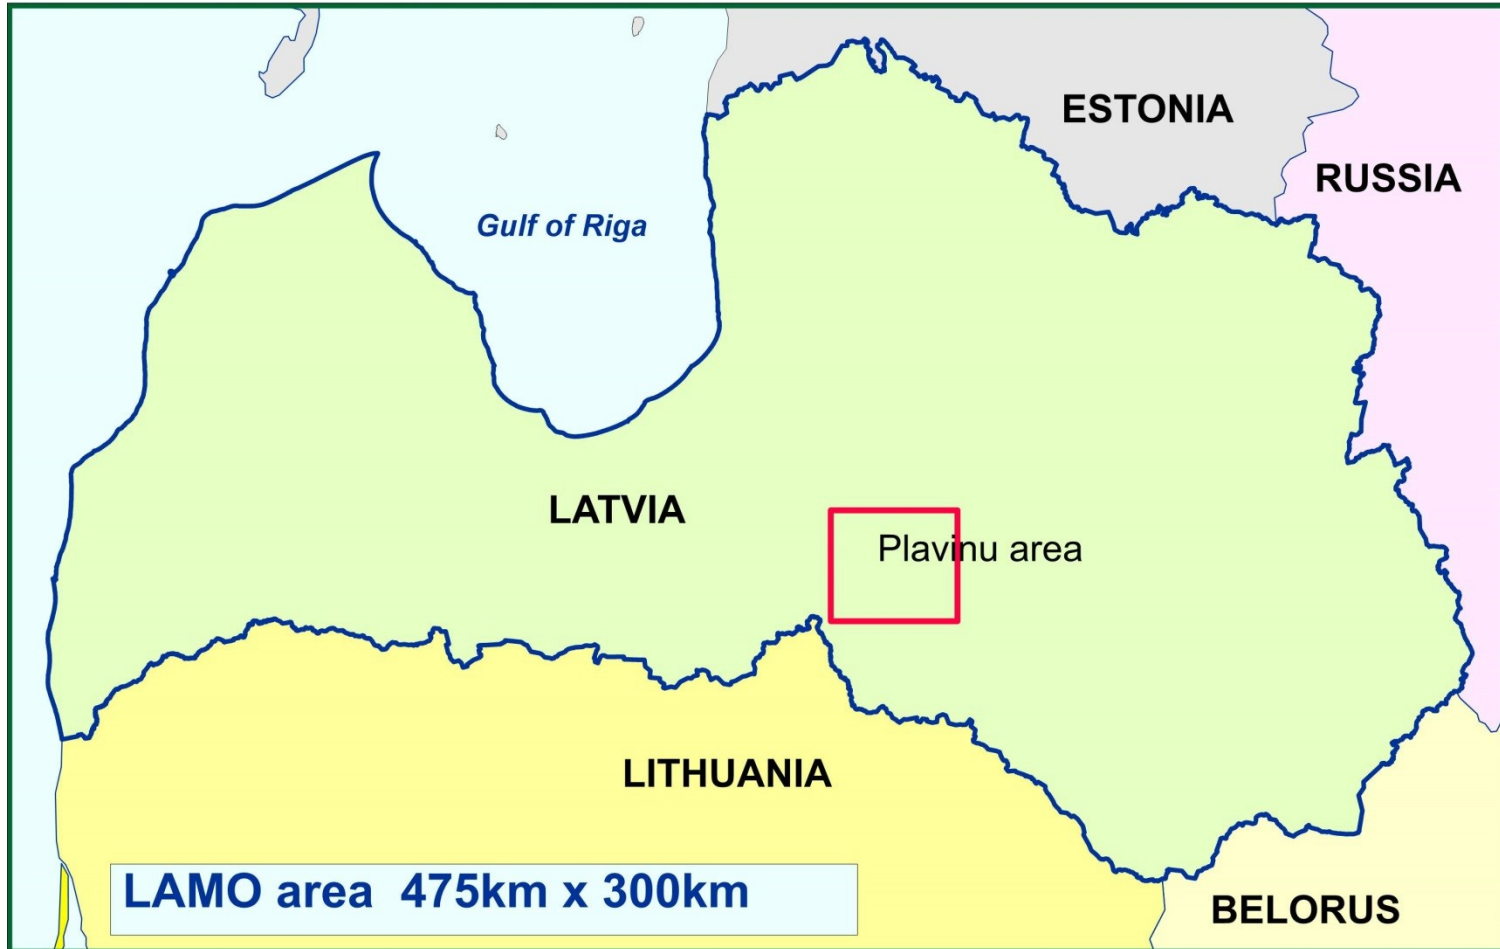 ESTONIA
RUSSIA
Gulf of Riga
LATVIA
Plavinu area
LITHUANIA
LAMO area 475km x 300km
BELORUS